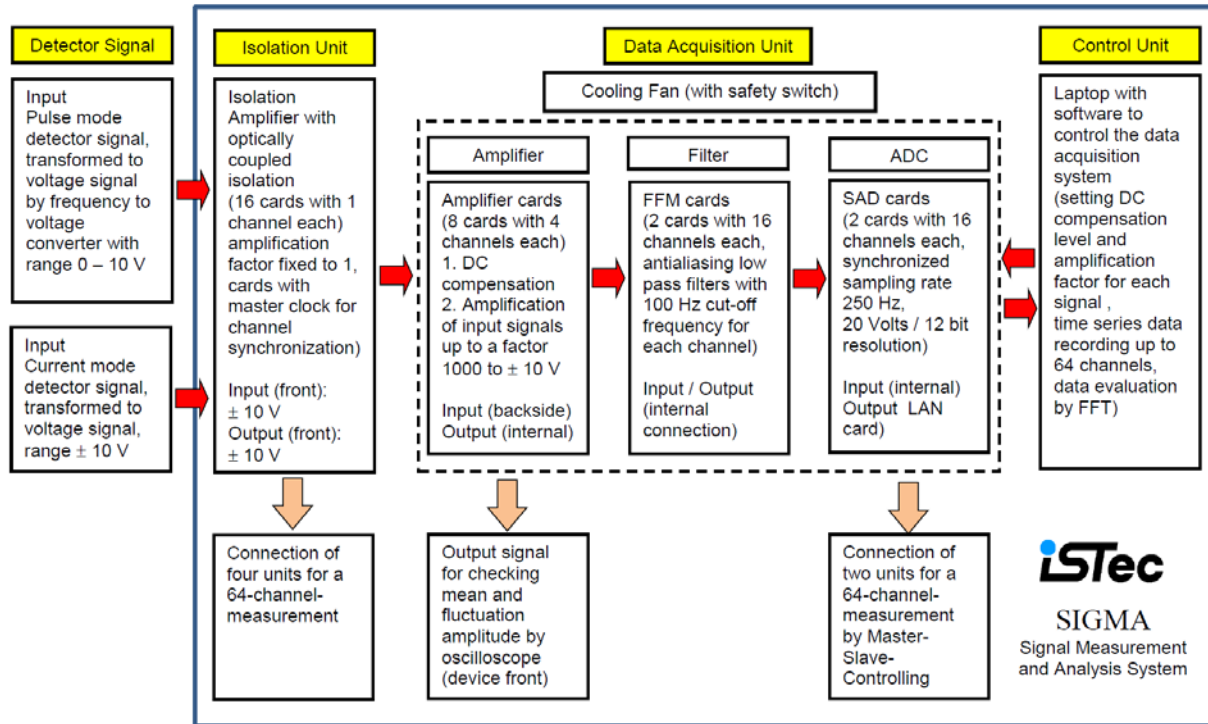 Detector Signal
Input
Pulse mode
detector signal,
transformed to
voltage signal
by frequency to
voltage
converter with
range 0 – 10 V
Input
Current mode
detector signal,
transformed to
voltage signal,
range ± 10 V
Isolation Unit
Isolation
Amplifier with
optically
coupled
isolation
(16 cards with 1
channel each)
amplification
factor fixed to 1,
cards with
master clock for
channel
synchronization)
Input (front):
± 10 V
Output (front):
± 10 V
Connection of
four units for a
64-channel-
measurement
Data Acquisition Unit
Cooling Fan (with safety switch)
Amplifier
Amplifier cards
(8 cards with 4
channels each)
1. DC
compensation
2. Amplification
of input signals
up to a factor
1000 to ± 10 V
Input (backside)
Output (internal)
Output signal
for checking
mean and
fluctuation
amplitude by
oscilloscope
(device front)
Filter
FFM cards
(2 cards with 16
channels each,
antialiasing low
pass filters with
100 Hz cut-off
frequency for
each channel)
Input / Output
(internal
connection)
ADC
SAD cards
(2 cards with 16
channels each,
synchronized
sampling rate
250 Hz,
20 Volts / 12 bit
resolution)
Input (internal)
Output LAN
card)
Connection of
two units for a
64-channel-
measurement
by Master-
Slave-
Controlling
Control Unit
Laptop with
software to
control the data
acquisition
system
(setting DC
compensation
level and
amplification
factor for each
signal ,
time series data
recording up to
64 channels,
data evaluation
by FFT)
iSTec
SIGMA
Signal Measurement
and Analysis System